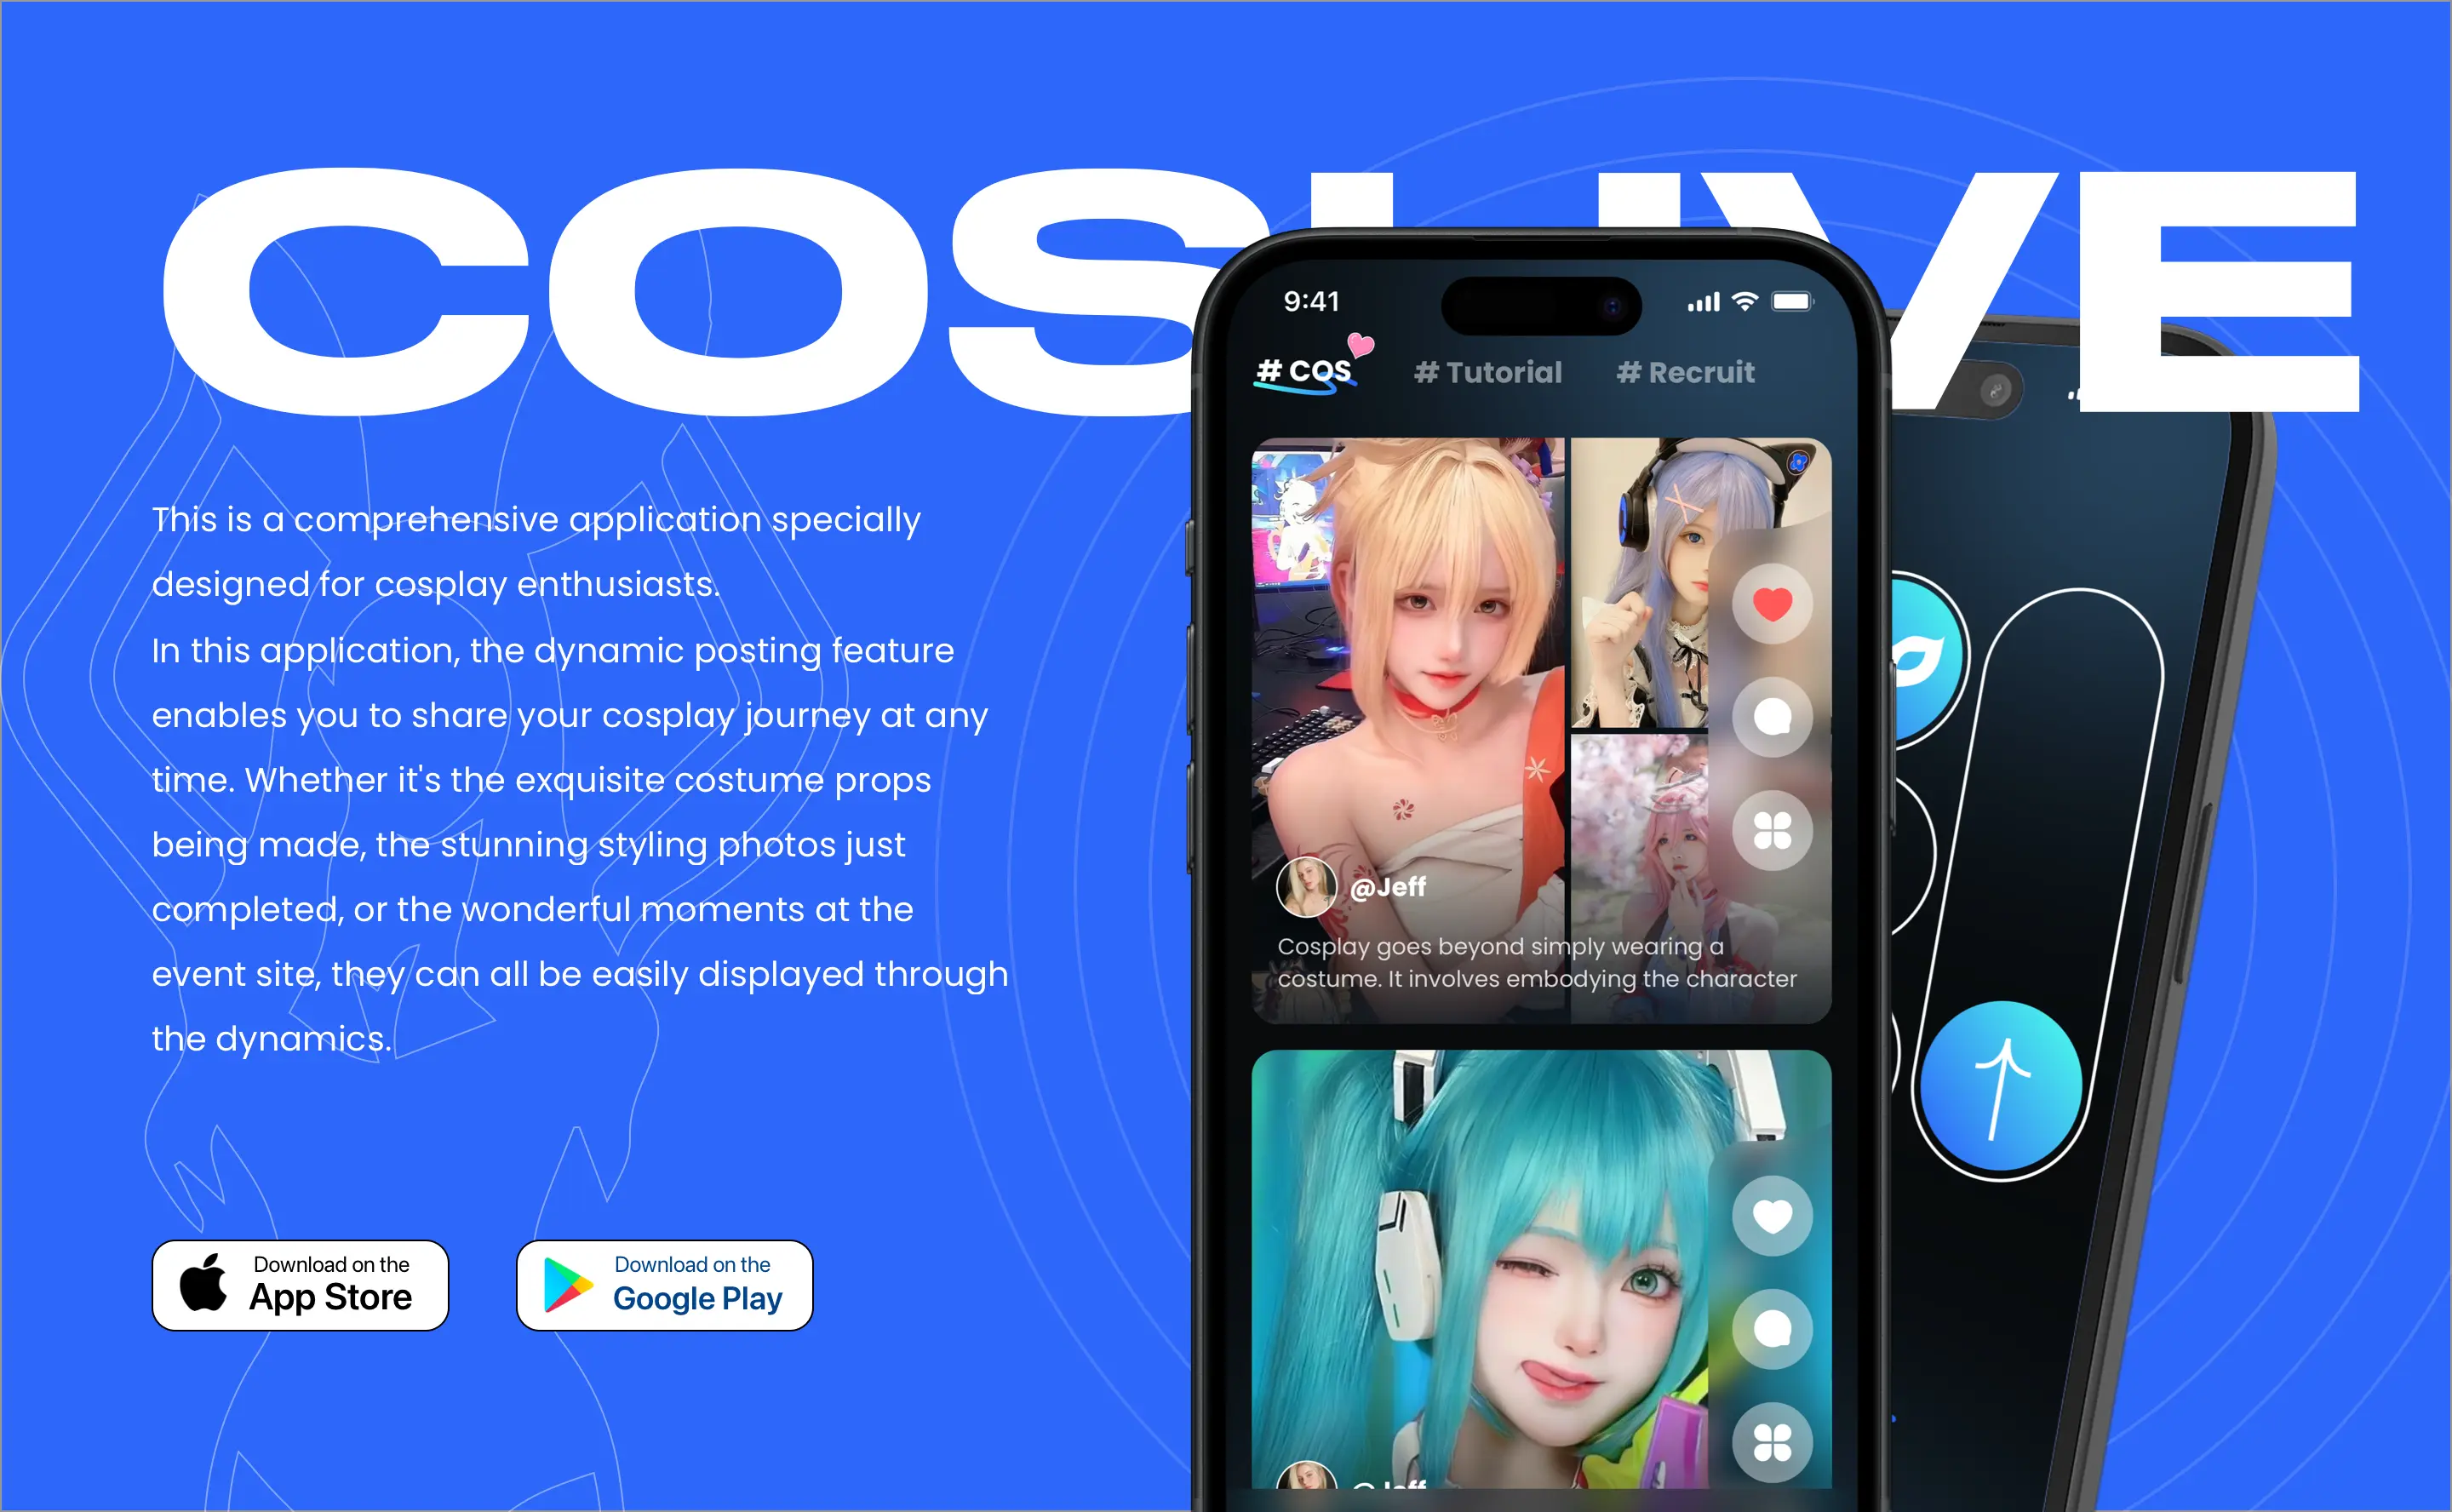 COSLIVE
This is a comprehensive application specially
designed for cosplay enthusiasts.
In this application, the dynamic posting feature
enables you to share your cosplay journey at any
time. Whether it's the exquisite costume props
being made, the stunning styling photos just
completed, or the wonderful moments at the
event site, they can all be easily displayed through
the dynamics.
Download on the
App Store
Download on the
Google Play
9:41
# COS
# Tutorial
# Recruit
@Jeff
Cosplay goes beyond simply wearing a
costume. It involves embodying the character
@Jeff